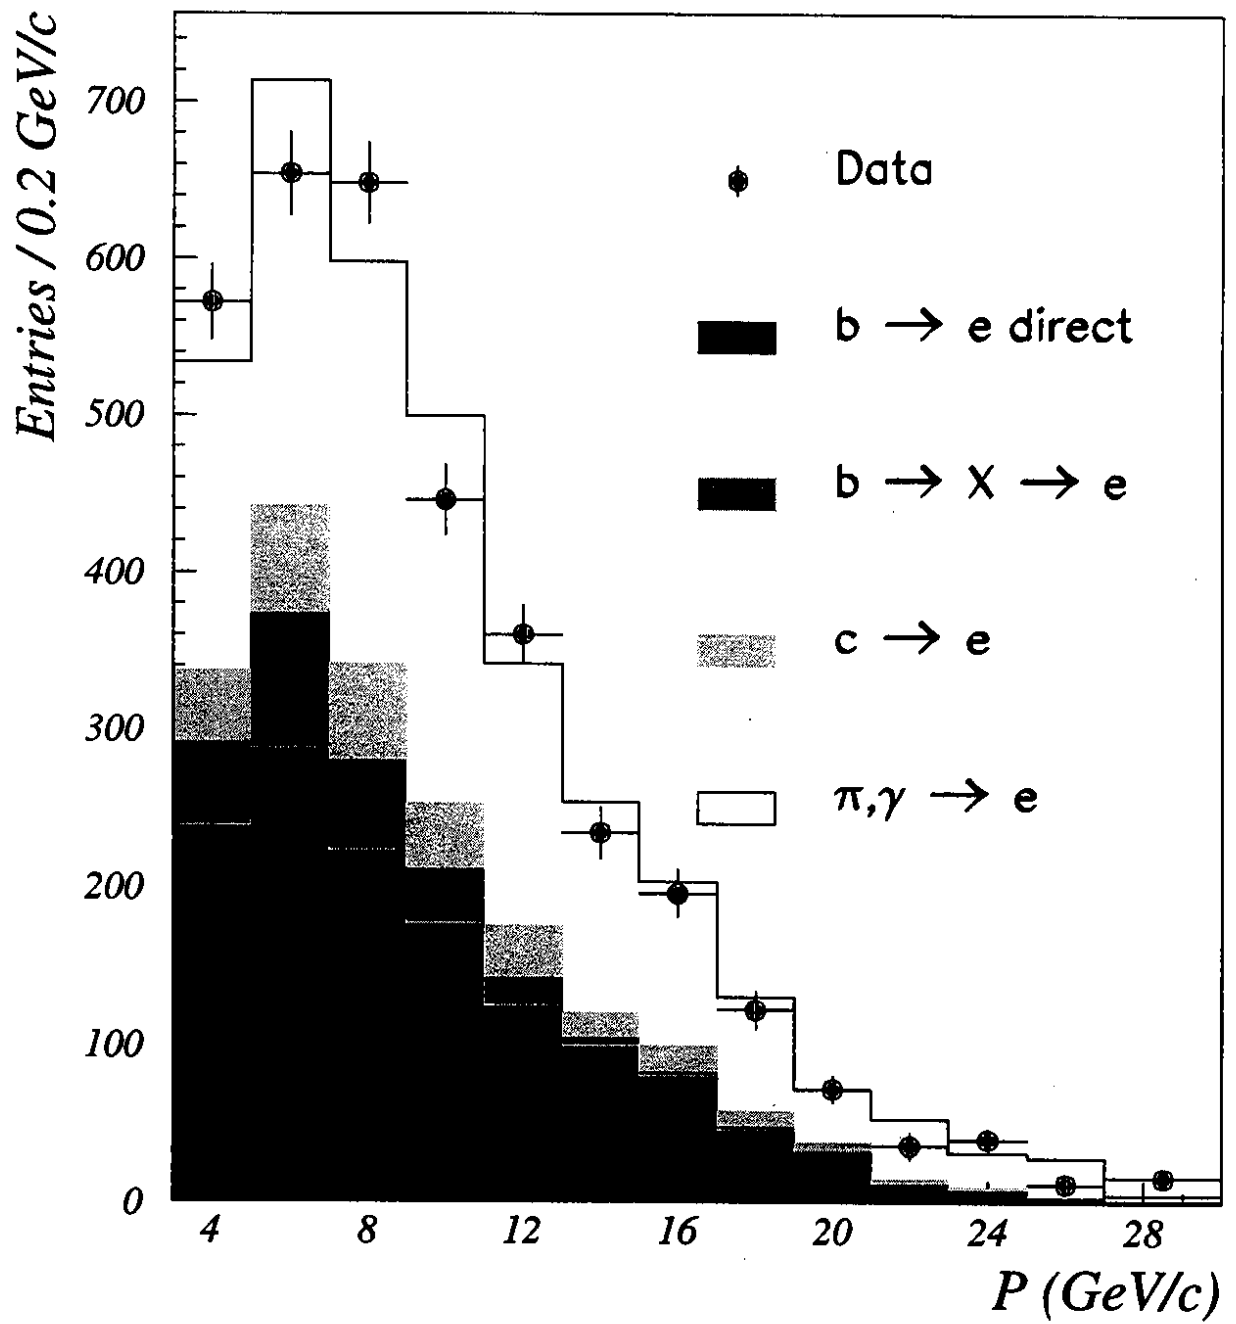 Entries / 0.2 GeV/c
700
600
500
400
300
200
100
0
Data
b → e direct
b → X → e
c → e
π,γ → e
4 8 12 16 20 24 28
P (GeV/c)